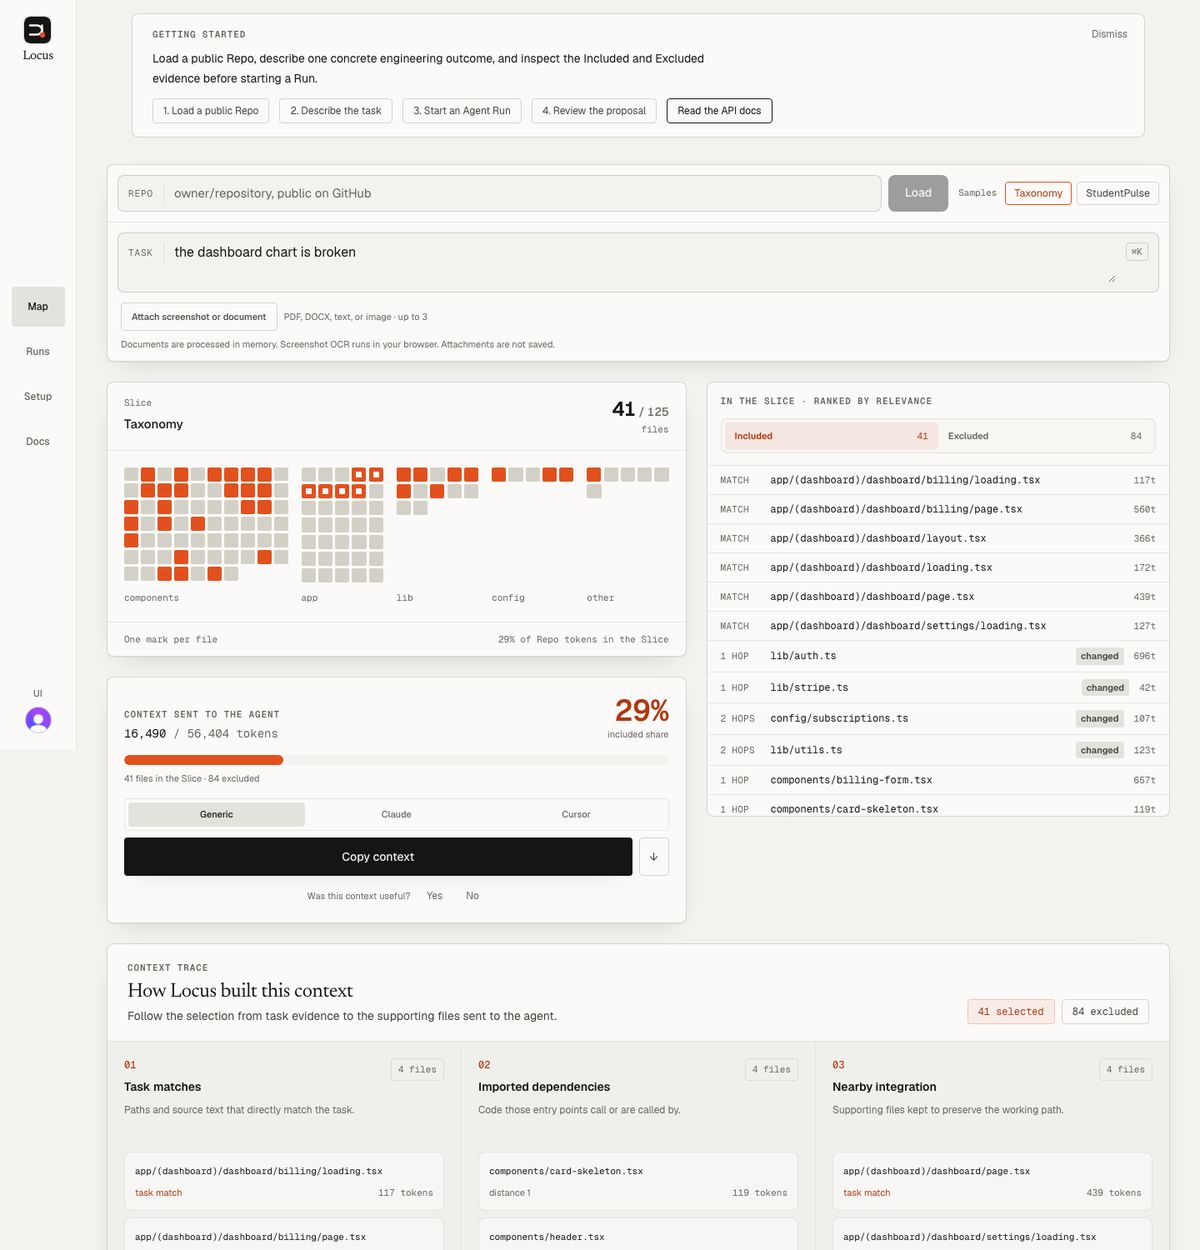 Locus
Map
Runs
Setup
Docs
UI
GETTING STARTED
Dismiss
Load a public Repo, describe one concrete engineering outcome, and inspect the Included and Excluded
evidence before starting a Run.
1. Load a public Repo
2. Describe the task
3. Start an Agent Run
4. Review the proposal
Read the API docs
REPO
owner/repository, public on GitHub
Load
Samples
Taxonomy
StudentPulse
TASK
the dashboard chart is broken
⌘K
Attach screenshot or document
PDF, DOCX, text, or image · up to 3
Documents are processed in memory. Screenshot OCR runs in your browser. Attachments are not saved.
Slice
Taxonomy
41 / 125
files
components
app
lib
config
other
One mark per file
29% of Repo tokens in the Slice
CONTEXT SENT TO THE AGENT
16,490 / 56,404 tokens
29%
included share
41 files in the Slice · 84 excluded
Generic
Claude
Cursor
Copy context
↓
Was this context useful?
Yes
No
IN THE SLICE · RANKED BY RELEVANCE
Included 41
Excluded 84
MATCH app/(dashboard)/dashboard/billing/loading.tsx 117t
MATCH app/(dashboard)/dashboard/billing/page.tsx 560t
MATCH app/(dashboard)/dashboard/layout.tsx 366t
MATCH app/(dashboard)/dashboard/loading.tsx 172t
MATCH app/(dashboard)/dashboard/page.tsx 439t
MATCH app/(dashboard)/dashboard/settings/loading.tsx 127t
1 HOP lib/auth.ts changed 696t
1 HOP lib/stripe.ts changed 42t
2 HOPS config/subscriptions.ts changed 107t
2 HOPS lib/utils.ts changed 123t
1 HOP components/billing-form.tsx 657t
1 HOP components/card-skeleton.tsx 119t
CONTEXT TRACE
How Locus built this context
Follow the selection from task evidence to the supporting files sent to the agent.
41 selected
84 excluded
01
Task matches
4 files
Paths and source text that directly match the task.
app/(dashboard)/dashboard/billing/loading.tsx
task match 117 tokens
app/(dashboard)/dashboard/billing/page.tsx
02
Imported dependencies
4 files
Code those entry points call or are called by.
components/card-skeleton.tsx
distance 1 119 tokens
components/header.tsx
03
Nearby integration
4 files
Supporting files kept to preserve the working path.
app/(dashboard)/dashboard/page.tsx
task match 439 tokens
app/(dashboard)/dashboard/settings/loading.tsx